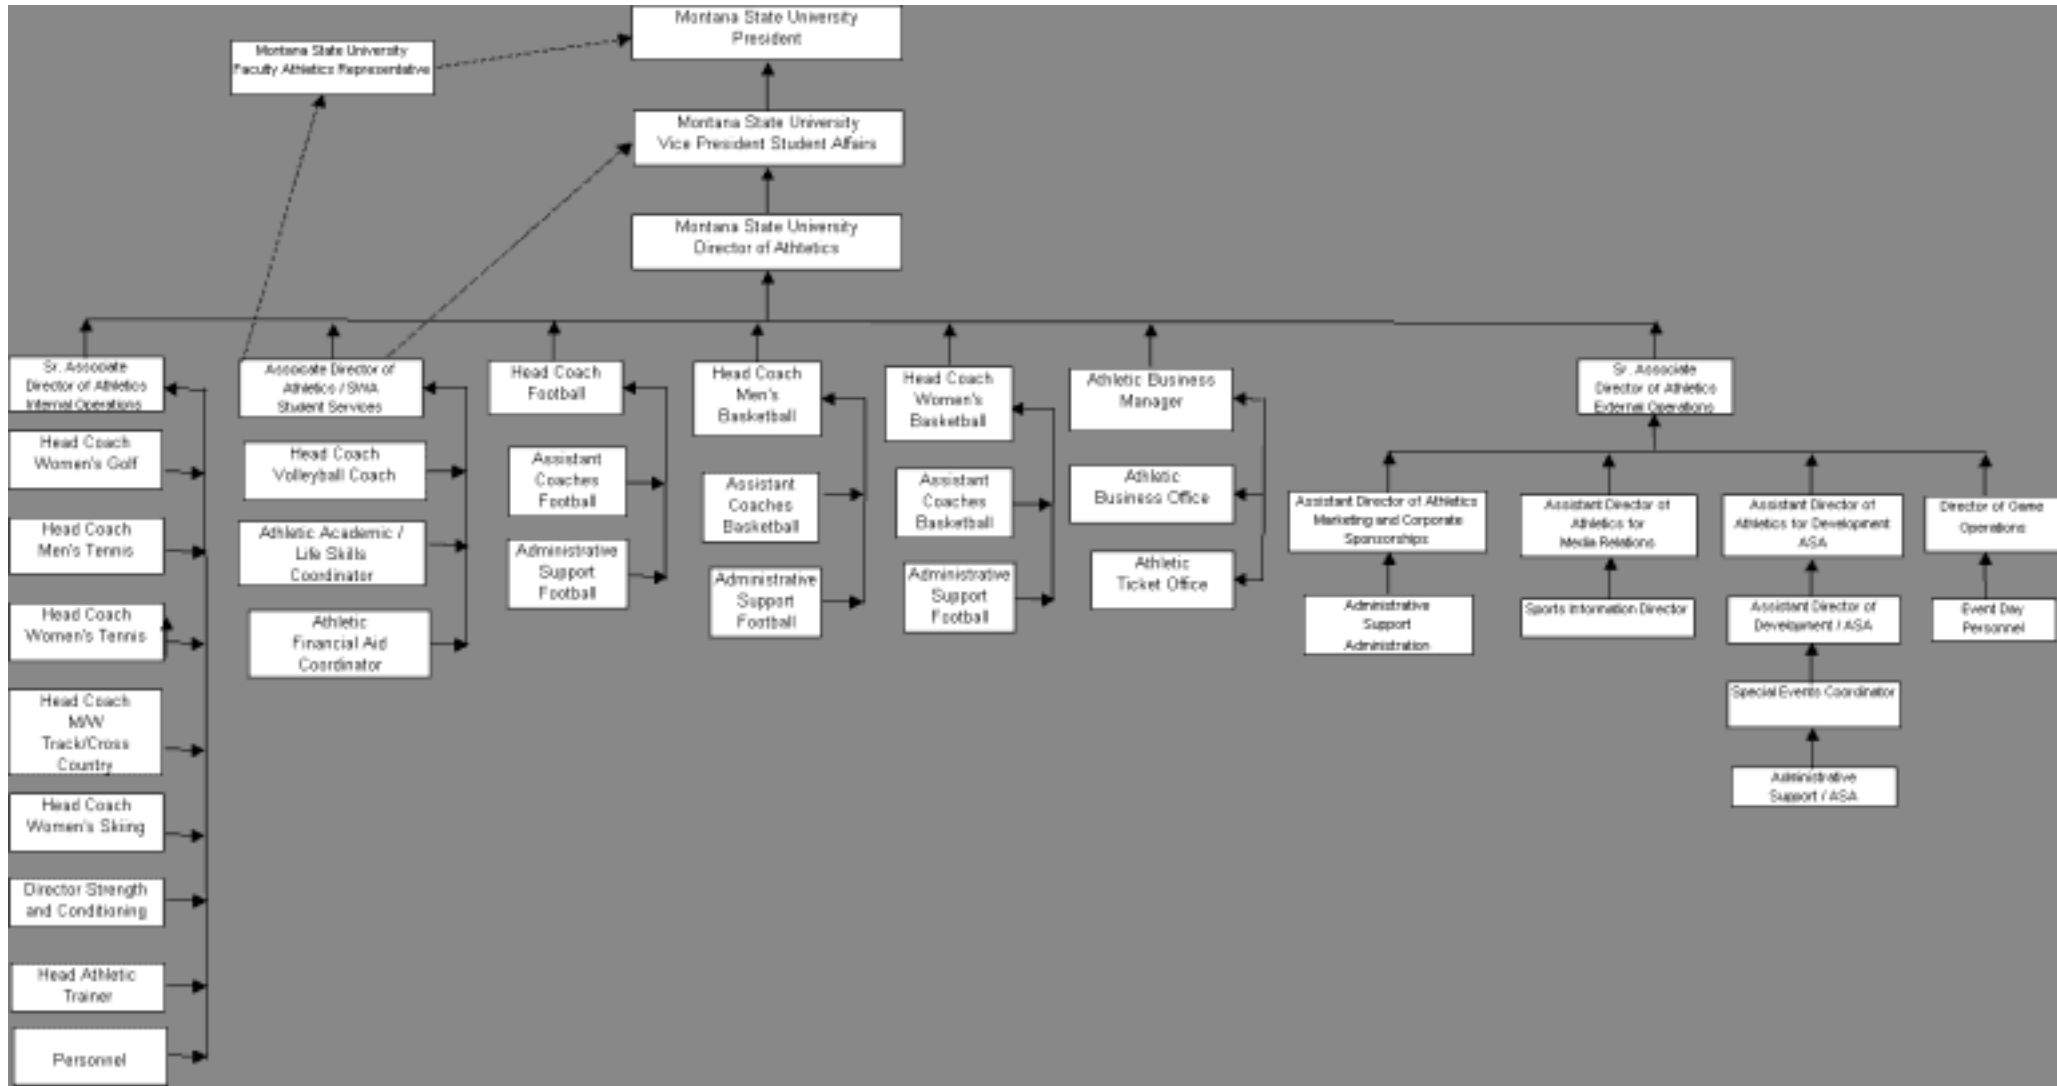 Montana State University
President
Montana State University
Faculty Athletics Representative
Montana State University
Vice President Student Affairs
Montana State University
Director of Athletics
Sr. Associate
Director of Athletics
Internal Operations
Head Coach
Women's Golf
Head Coach
Men's Tennis
Head Coach
Women's Tennis
Head Coach
M/W
Track/Cross
Country
Head Coach
Women's Skiing
Director Strength
and Conditioning
Head Athletic
Trainer
Personnel
Associate Director of
Athletics / SWA
Student Services
Head Coach
Volleyball Coach
Athletic Academic /
Life Skills
Coordinator
Athletic
Financial Aid
Coordinator
Head Coach
Football
Assistant
Coaches
Football
Administrative
Support
Football
Head Coach
Men's
Basketball
Assistant
Coaches
Basketball
Administrative
Support
Football
Head Coach
Women's
Basketball
Assistant
Coaches
Basketball
Administrative
Support
Football
Athletic Business
Manager
Athletic
Business Office
Athletic
Ticket Office
Sr. Associate
Director of Athletics
External Operations
Assistant Director of Athletics
Marketing and Corporate
Sponsorships
Administrative
Support
Administration
Assistant Director of
Athletics for
Media Relations
Sports Information Director
Assistant Director of
Athletics for Development
ASA
Assistant Director of
Development / ASA
Special Events Coordinator
Administrative
Support / ASA
Director of Game
Operations
Event Day
Personnel